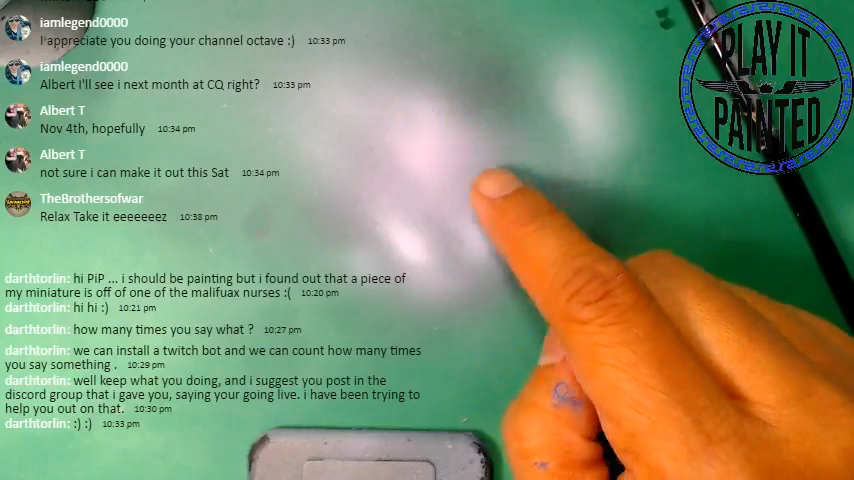 iamlegend0000
I appreciate you doing your channel octave :) 10:33 pm
iamlegend0000
Albert I'll see i next month at CQ right? 10:33 pm
Albert T
Nov 4th, hopefully 10:34 pm
Albert T
not sure i can make it out this Sat 10:34 pm
TheBrothersofwar
Relax Take it eeeeeeez 10:38 pm
darthtorlin: hi PiP ... i should be painting but i found out that a piece of
my miniature is off of one of the malifuax nurses :( 10:20 pm
darthtorlin: hi hi :) 10:21 pm
darthtorlin: how many times you say what ? 10:27 pm
darthtorlin: we can install a twitch bot and we can count how many times
you say something . 10:29 pm
darthtorlin: well keep what you doing, and i suggest you post in the
discord group that i gave you, saying your going live. i have been trying to
help you out on that. 10:30 pm
darthtorlin: :) :) 10:33 pm
PLAY IT
PAINTED